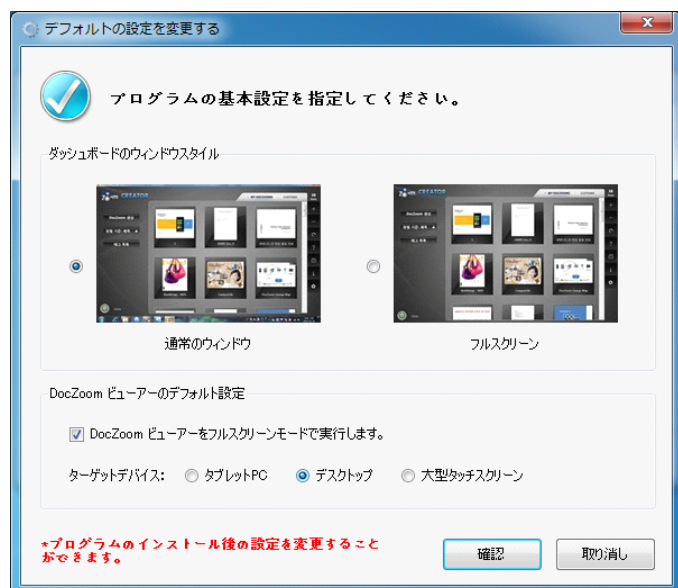 デフォルトの設定を変更する
プログラムの基本設定を指定してください。
ダッシュボードのウィンドウスタイル
CREATOR
CREATOR
通常のウィンドウ
フルスクリーン
DocZoom ビューアーのデフォルト設定
DocZoom ビューアーをフルスクリーンモードで実行します。
ターゲットデバイス: タブレットPC デスクトップ 大型タッチスクリーン
*プログラムのインストール後の設定を変更すること
ができます。
確認 取り消し